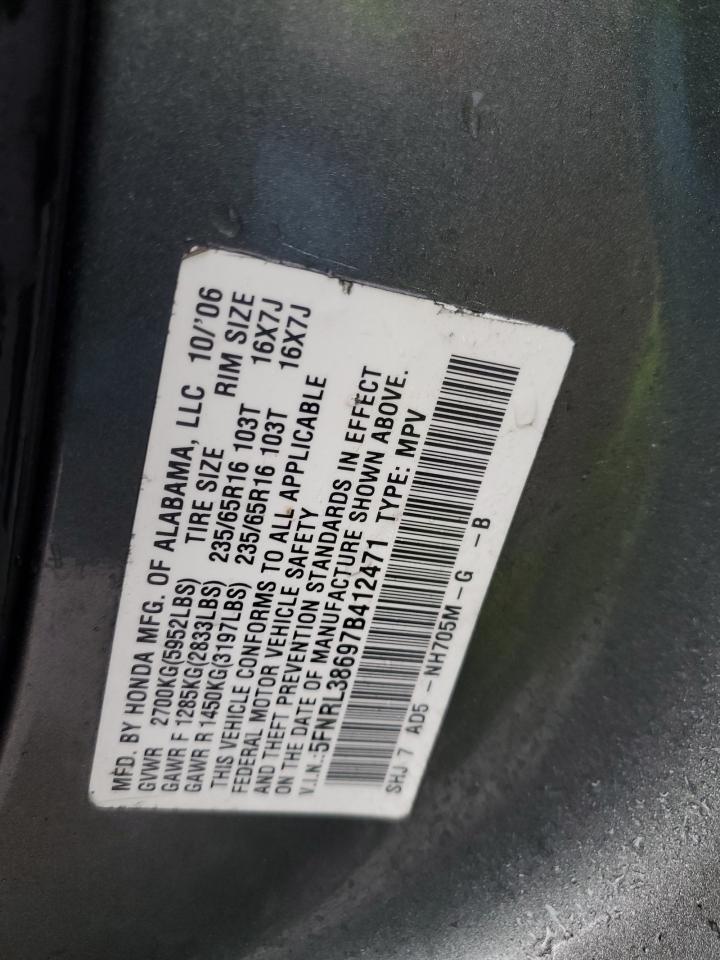 MFD. BY HONDA MFG. OF ALABAMA, LLC 10/'06
GVWR 2700KG(5952LBS) TIRE SIZE RIM SIZE
GAWR F 1285KG(2833LBS) 235/65R16 103T 16X7J
GAWR R 1450KG(3197LBS) 235/65R16 103T 16X7J
THIS VEHICLE CONFORMS TO ALL APPLICABLE
FEDERAL MOTOR VEHICLE SAFETY
AND THEFT PREVENTION STANDARDS IN EFFECT
ON THE DATE OF MANUFACTURE SHOWN ABOVE.
V.I.N.:5FNRL38697B412471 TYPE: MPV
SHJ 7 AD5 - NH705M - G - B